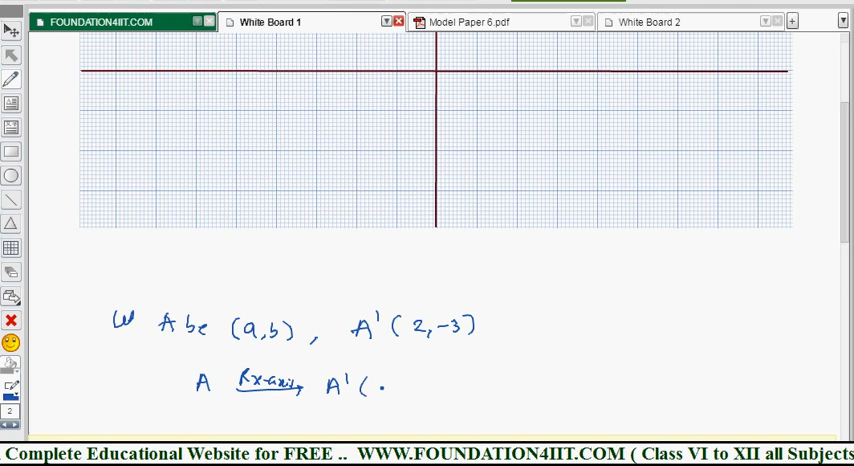 FOUNDATION4IIT.COM White Board 1 Model Paper 6.pdf White Board 2
Let A be (a,b), A'(2,-3)
A Rx-axis A'(
2
Complete Educational Website for FREE .. WWW.FOUNDATION4IIT.COM ( Class VI to XII all Subjects